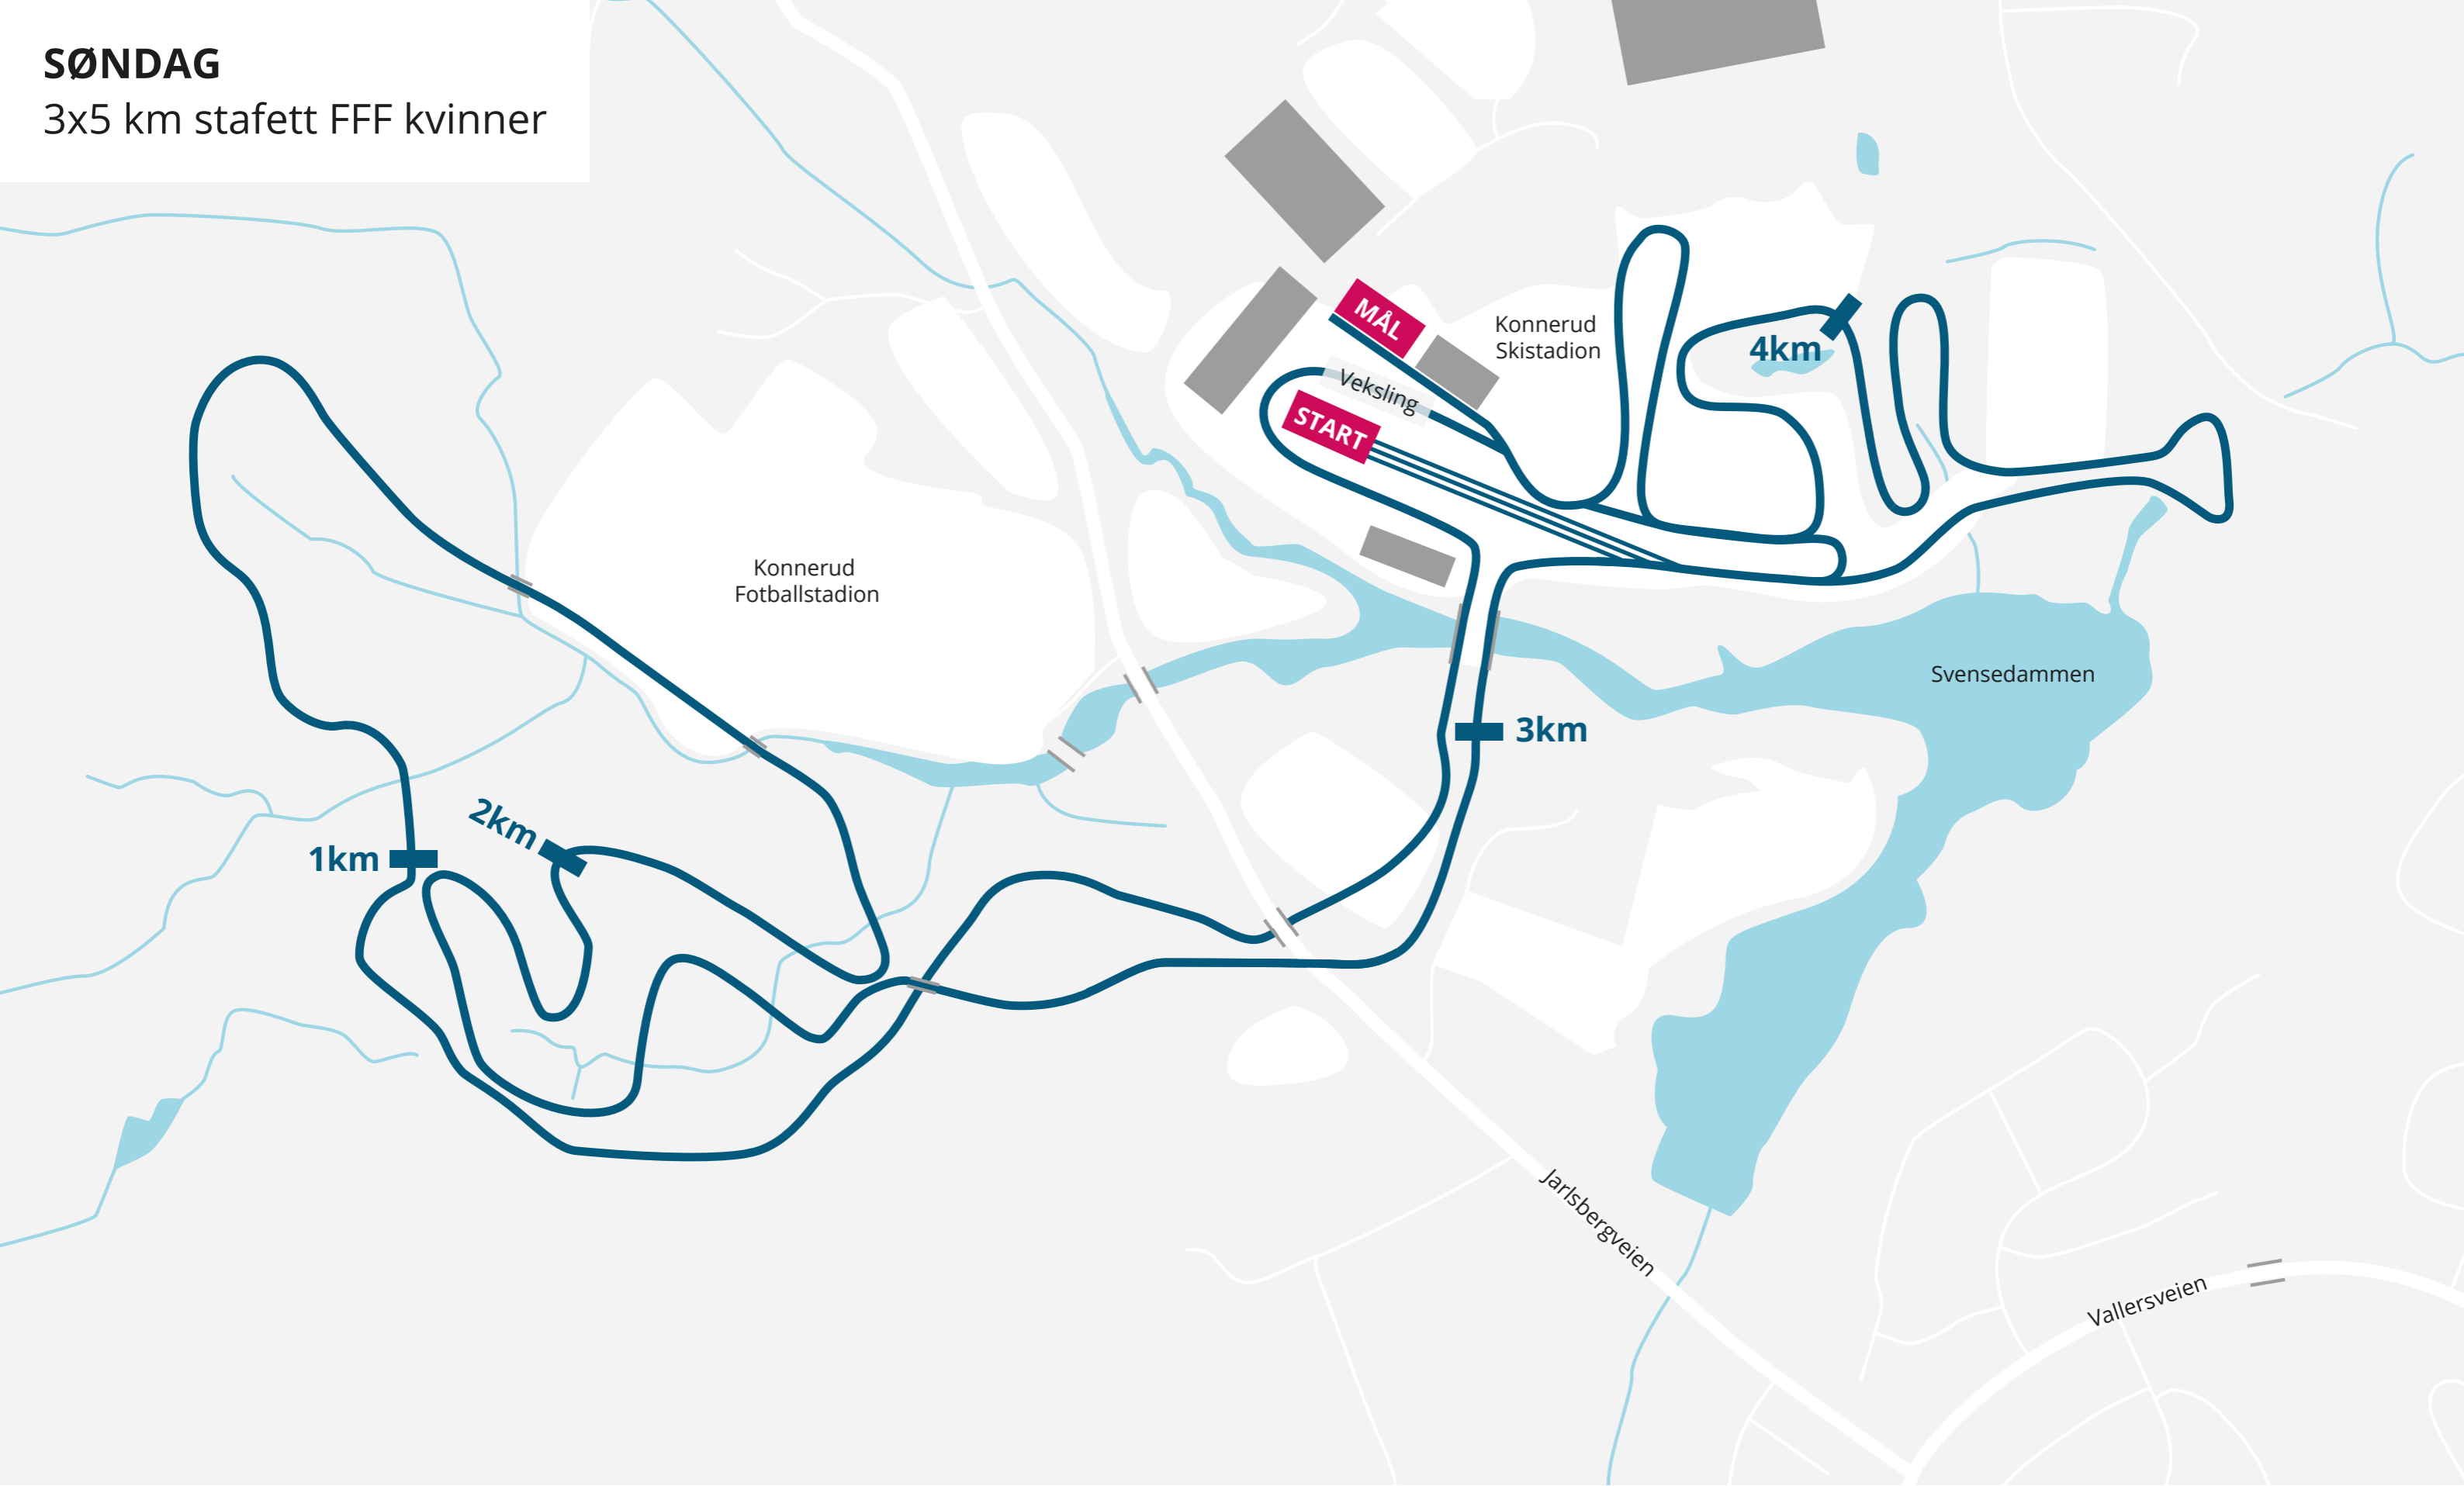 SØNDAG
3x5 km stafett FFF kvinner
MÅL
Konnerud
Skistadion
4km
Veksling
START
Konnerud
Fotballstadion
Svensedammen
3km
2km
1km
Jarlsbergveien
Vallersveien